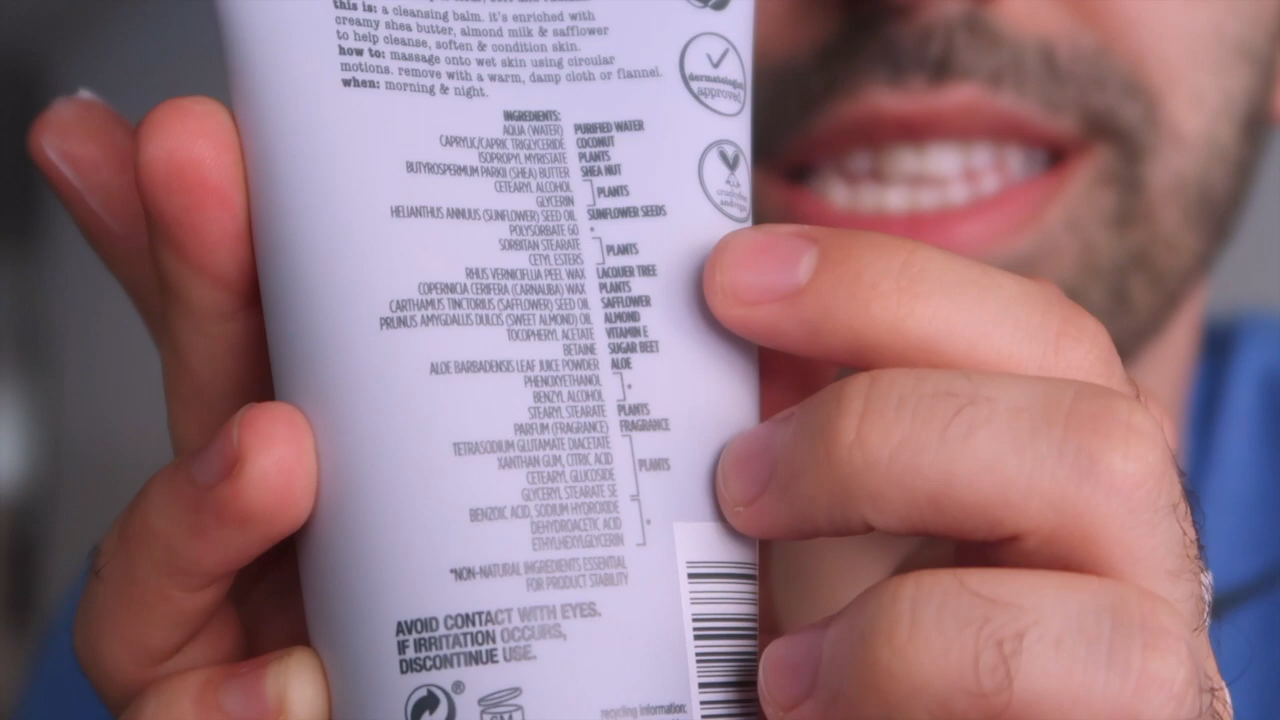 this is: a cleansing balm. it's enriched with
creamy shea butter, almond milk & safflower
to help cleanse, soften & condition skin.
how to: massage onto wet skin using circular
motions. remove with a warm, damp cloth or flannel.
when: morning & night.
dermatologist
approved
INGREDIENTS:
AQUA (WATER) PURIFIED WATER
CAPRYLIC/CAPRIC TRIGLYCERIDE COCONUT
ISOPROPYL MYRISTATE PLANTS
BUTYROSPERMUM PARKII (SHEA) BUTTER SHEA NUT
CETEARYL ALCOHOL
GLYCERIN
PLANTS
HELIANTHUS ANNUUS (SUNFLOWER) SEED OIL SUNFLOWER SEEDS
POLYSORBATE 60 *
SORBITAN STEARATE
CETYL ESTERS
PLANTS
RHUS VERNICIFLUA PEEL WAX LACQUER TREE
COPERNICIA CERIFERA (CARNAUBA) WAX PLANTS
CARTHAMUS TINCTORIUS (SAFFLOWER) SEED OIL SAFFLOWER
PRUNUS AMYGDALUS DULCIS (SWEET ALMOND) OIL ALMOND
TOCOPHERYL ACETATE VITAMIN E
BETAINE SUGAR BEET
ALOE BARBADENSIS LEAF JUICE POWDER ALOE
PHENOXYETHANOL
BENZYL ALCOHOL
*
STEARYL STEARATE PLANTS
PARFUM (FRAGRANCE) FRAGRANCE
TETRASODIUM GLUTAMATE DIACETATE
XANTHAN GUM, CITRIC ACID
CETEARYL GLUCOSIDE
GLYCERYL STEARATE SE
PLANTS
BENZOIC ACID, SODIUM HYDROXIDE
DEHYDROACETIC ACID
ETHYLHEXYLGLYCERIN
*
*NON-NATURAL INGREDIENTS ESSENTIAL
FOR PRODUCT STABILITY
AVOID CONTACT WITH EYES.
IF IRRITATION OCCURS,
DISCONTINUE USE.
®
recycling information: